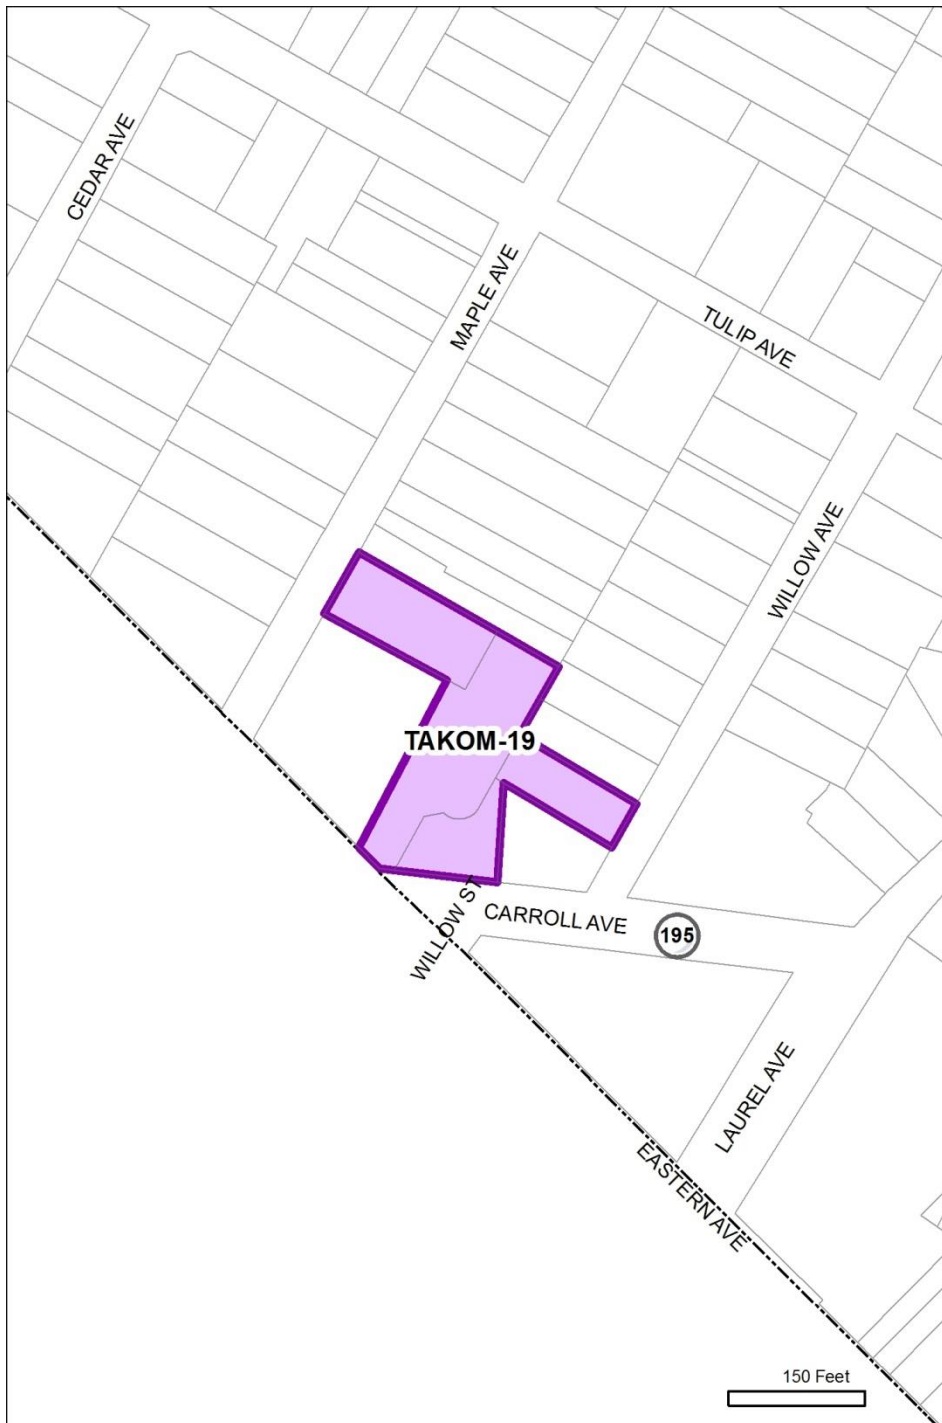 CEDAR AVE
MAPLE AVE
TULIP AVE
WILLOW AVE
TAKOM-19
WILLOW ST
CARROLL AVE
195
LAUREL AVE
EASTERN AVE
150 Feet